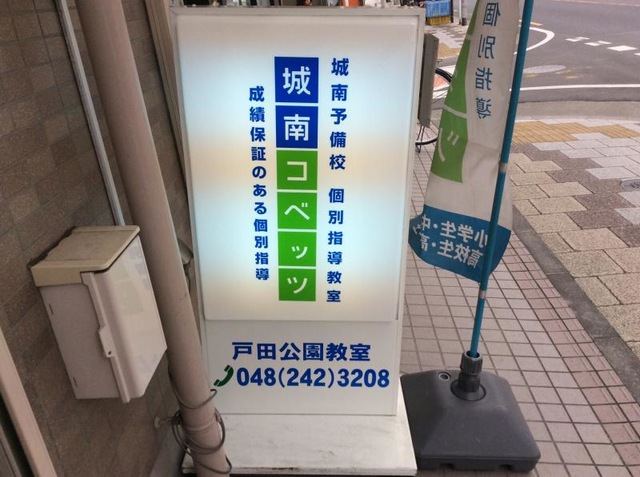 城南予備校 個別指導教室
城南コベッツ
成績保証のある個別指導
戸田公園教室
048(242)3208
個別指導
小学生・中
高校生・高